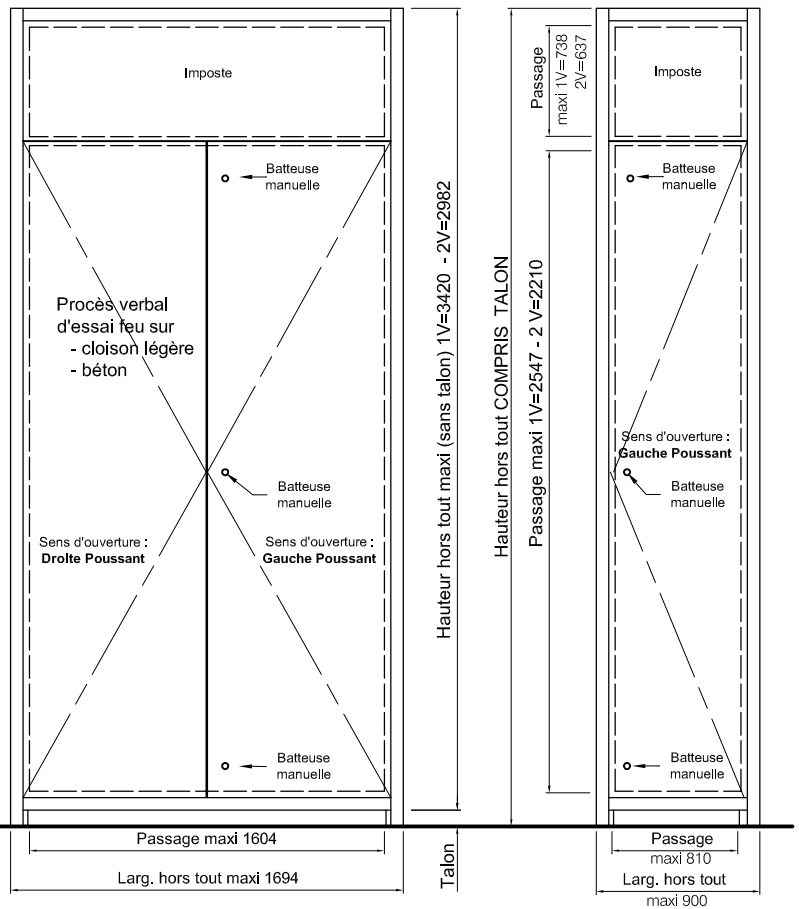 Imposte
Batteuse
manuelle
Procès verbal
d'essai feu sur
- cloison légère
- béton
Batteuse
manuelle
Sens d'ouverture :
Droite Poussant
Sens d'ouverture :
Gauche Poussant
Batteuse
manuelle
Passage maxi 1604
Larg. hors tout maxi 1694
Talon
Hauteur hors tout maxi (sans talon) 1V=3420 - 2V=2982
Hauteur hors tout COMPRIS TALON
Passage
maxi 1V=738
2V=637
Passage maxi 1V=2547 - 2 V=2210
Imposte
Batteuse
manuelle
Sens d'ouverture :
Gauche Poussant
Batteuse
manuelle
Batteuse
manuelle
Passage
maxi 810
Larg. hors tout
maxi 900